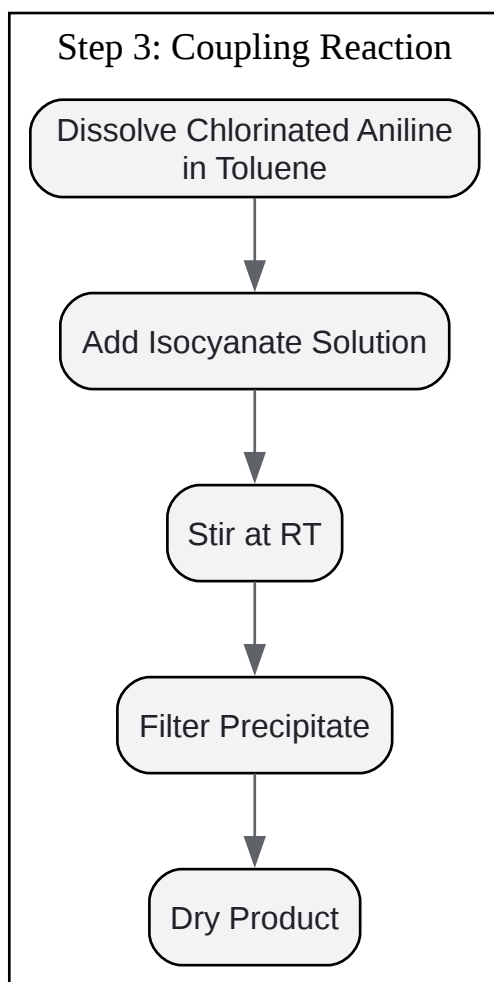 Step 3: Coupling Reaction
Dissolve Chlorinated Aniline
in Toluene
Add Isocyanate Solution
Stir at RT
Filter Precipitate
Dry Product